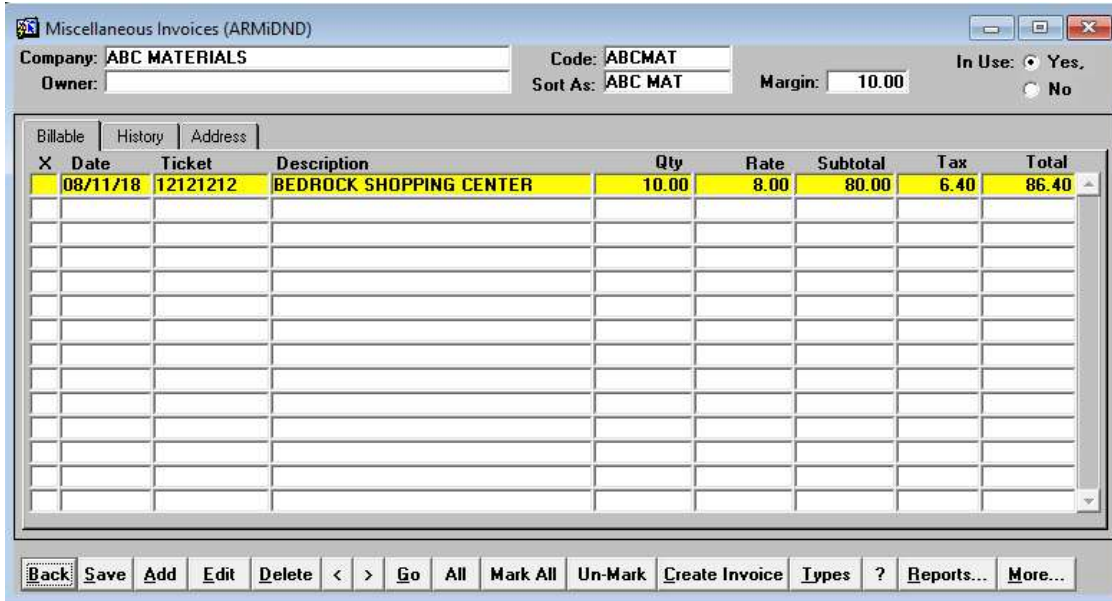 Miscellaneous Invoices (ARMiDND)
Company: ABC MATERIALS Code: ABCMAT In Use: Yes,
Owner: Sort As: ABC MAT Margin: 10.00 No
Billable History Address
X Date Ticket Description Qty Rate Subtotal Tax Total
08/11/18 12121212 BEDROCK SHOPPING CENTER 10.00 8.00 80.00 6.40 86.40
Back Save Add Edit Delete < > Go All Mark All Un-Mark Create Invoice Types ? Reports... More...